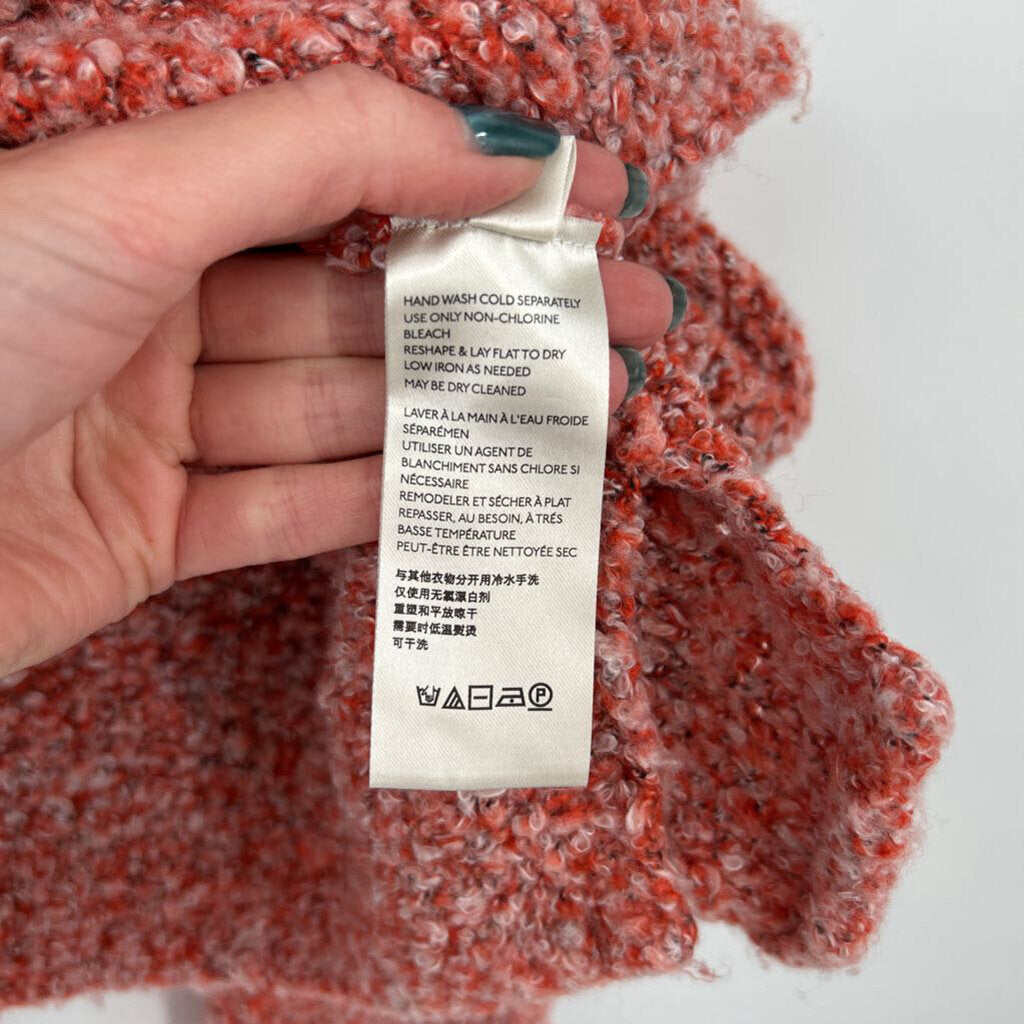 HAND WASH COLD SEPARATELY
USE ONLY NON-CHLORINE
BLEACH
RESHAPE & LAY FLAT TO DRY
LOW IRON AS NEEDED
MAY BE DRY CLEANED
LAVER À LA MAIN À L'EAU FROIDE
SÉPARÉMEN
UTILISER UN AGENT DE
BLANCHIMENT SANS CHLORE SI
NÉCESSAIRE
REMODELER ET SÉCHER À PLAT
REPASSER, AU BESOIN, À TRÉS
BASSE TEMPÉRATURE
PEUT-ÊTRE ÊTRE NETTOYÉE SEC
与其他衣物分开用冷水手洗
仅使用无氯漂白剂
重塑和平放晾干
需要时低温熨烫
可干洗
P